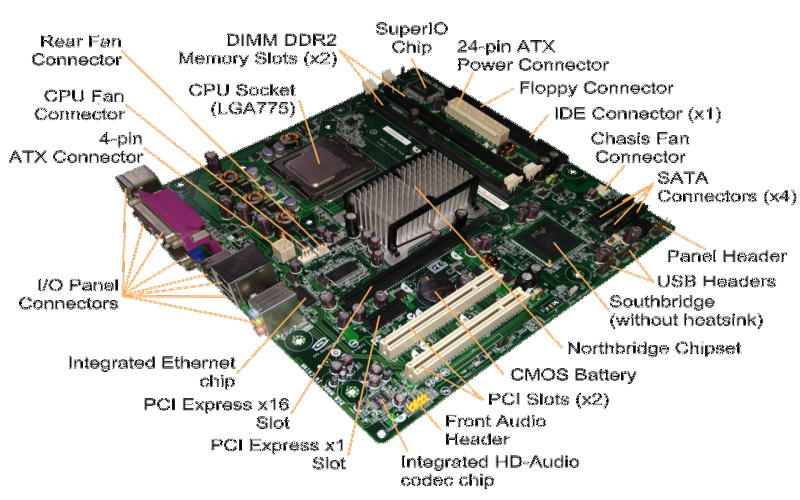 Rear Fan
Connector
CPU Fan
Connector
4-pin
ATX Connector
DIMM DDR2
Memory Slots (x2)
CPU Socket
(LGA775)
SuperIO
Chip
24-pin ATX
Power Connector
Floppy Connector
IDE Connector (x1)
Chasis Fan
Connector
SATA
Connectors (x4)
Panel Header
USB Headers
Southbridge
(without heatsink)
Northbridge Chipset
CMOS Battery
PCI Slots (x2)
Front Audio
Header
Integrated HD-Audio
codec chip
I/O Panel
Connectors
Integrated Ethernet
chip
PCI Express x16
Slot
PCI Express x1
Slot